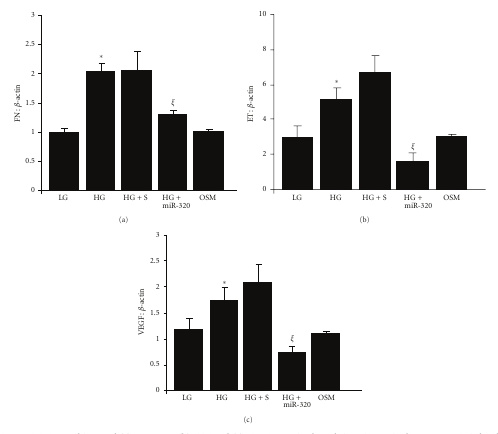 3
2.5
2
1.5
1
0.5
0
FN : β-actin
*
ξ
LG HG HG + S HG + miR-320 OSM
(a)
10
8
6
4
2
0
ET : β-actin
*
ξ
LG HG HG + S HG + miR-320 OSM
(b)
3
2.5
2
1.5
1
0.5
0
VEGF : β-actin
*
ξ
LG HG HG + S HG + miR-320 OSM
(c)